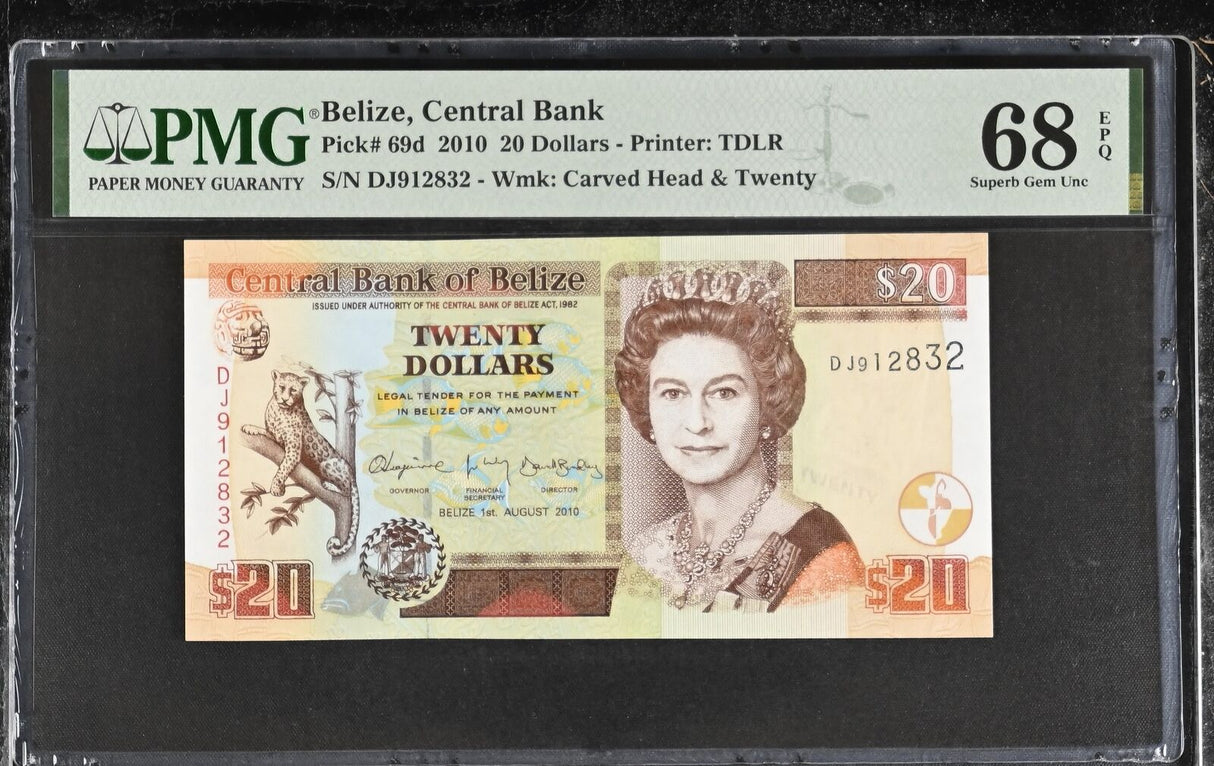 PMG®
PAPER MONEY GUARANTY
Belize, Central Bank
Pick# 69d 2010 20 Dollars - Printer: TDLR
S/N DJ912832 - Wmk: Carved Head & Twenty
68
EPQ
Superb Gem Unc
Central Bank of Belize
$20
ISSUED UNDER AUTHORITY OF THE CENTRAL BANK OF BELIZE ACT, 1982
TWENTY
DOLLARS
DJ912832
LEGAL TENDER FOR THE PAYMENT
IN BELIZE OF ANY AMOUNT
DJ912832
GOVERNOR
FINANCIAL
SECRETARY
DIRECTOR
BELIZE 1st. AUGUST 2010
$20
$20